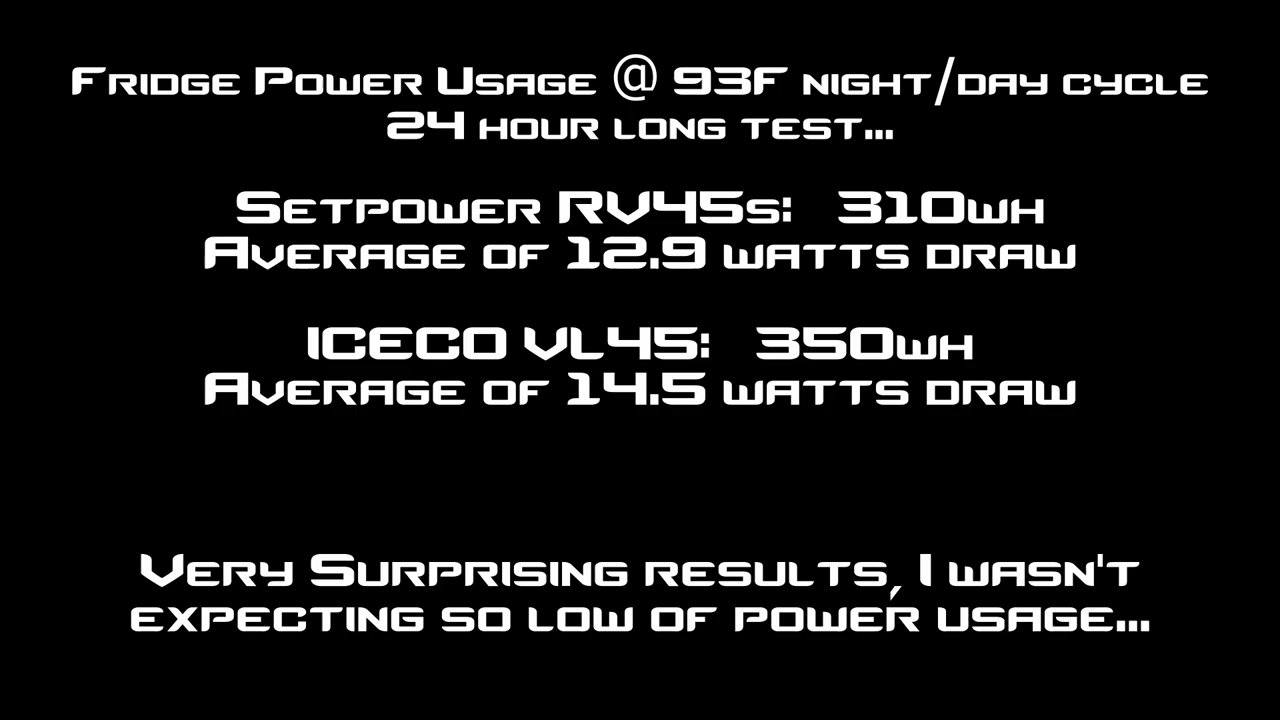 Fridge Power Usage @ 93F night/day cycle
24 hour long test...
Setpower RV45s: 310wh
Average of 12.9 watts draw
ICECO VL45: 350wh
Average of 14.5 watts draw
Very Surprising results, I wasn't
expecting so low of power usage...